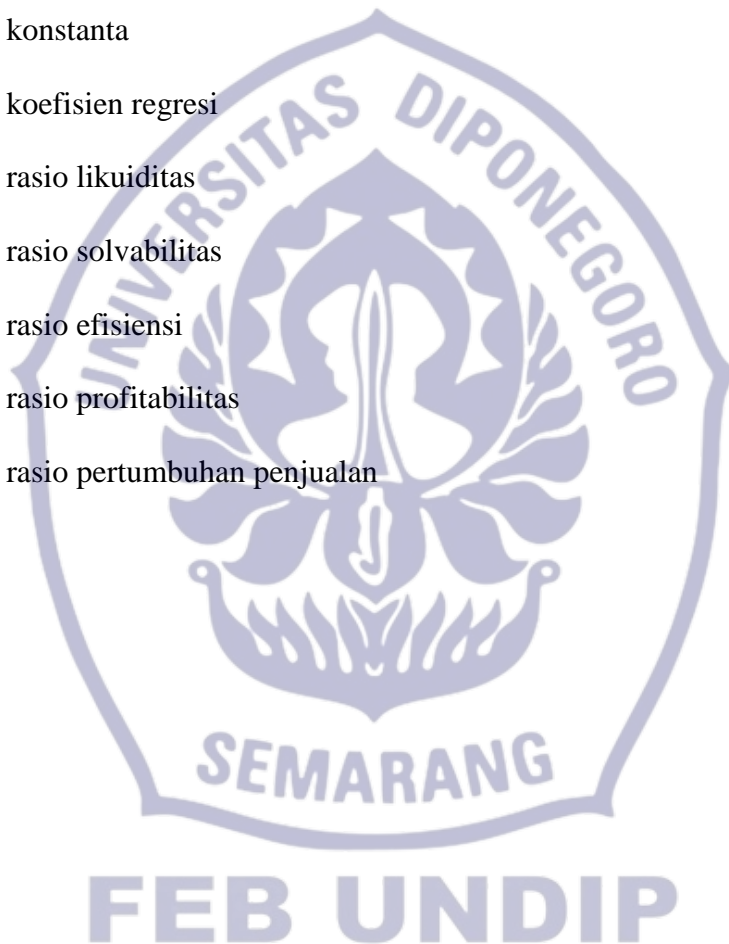 konstanta
koefisien regresi
rasio likuiditas
rasio solvabilitas
rasio efisiensi
rasio profitabilitas
rasio pertumbuhan penjualan
UNIVERSITAS DIPONEGORO
SEMARANG
FEB UNDIP